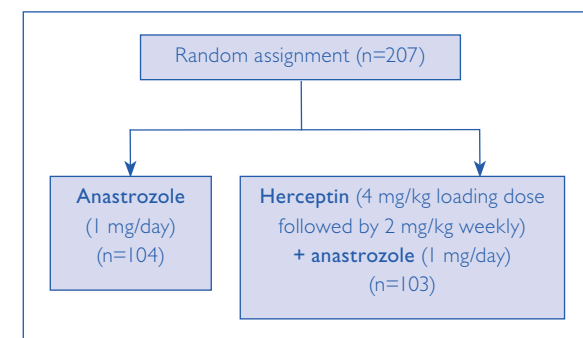 Random assignment (n=207)
Anastrozole
(1 mg/day)
(n=104)
Herceptin (4 mg/kg loading dose
followed by 2 mg/kg weekly)
+ anastrozole (1 mg/day)
(n=103)